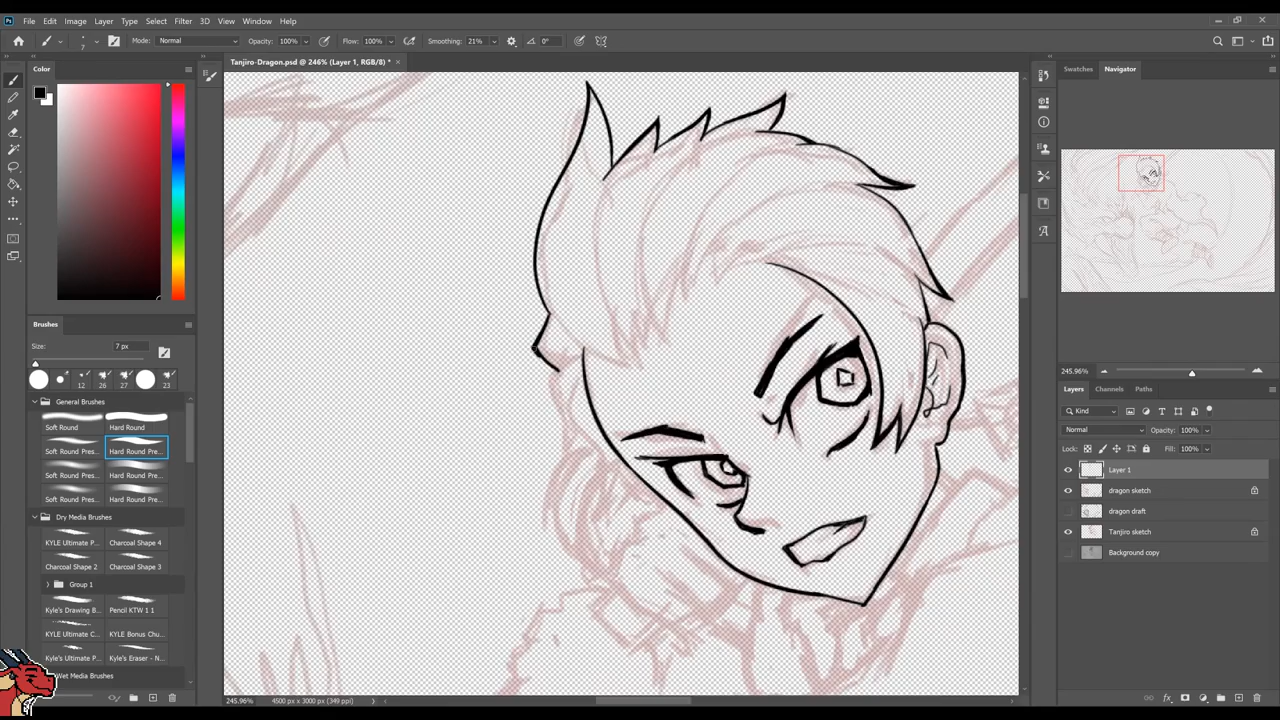 File Edit Image Layer Type Select Filter 3D View Window Help
7 Mode: Normal Opacity: 100% Flow: 100% Smoothing: 21% 0°
Tanjiro-Dragon.psd @ 246% (Layer 1, RGB/8) *
Color
Brushes
Size: 7 px
12 26 27 23
General Brushes
Soft Round Hard Round
Soft Round Pres... Hard Round Pre...
Soft Round Pres... Hard Round Pre...
Soft Round Pres... Hard Round Pre...
Dry Media Brushes
KYLE Ultimate P... Charcoal Shape 4
Charcoal Shape 2 Charcoal Shape 3
Group 1
Kyle's Drawing B... Pencil KTW 1 1
KYLE Ultimate C... KYLE Bonus Chu...
Kyle's Ultimate P... Kyle's Eraser - N...
Wet Media Brushes
245.96% 4500 px x 3000 px (349 ppi)
Swatches Navigator
245.96%
Layers Channels Paths
Kind
Normal Opacity: 100%
Lock: Fill: 100%
Layer 1
dragon sketch
dragon draft
Tanjiro sketch
Background copy